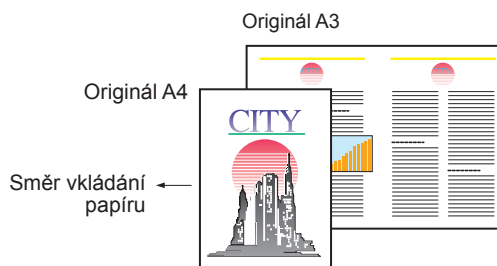 Originál A3
Originál A4
CITY
Směr vkládání
papíru